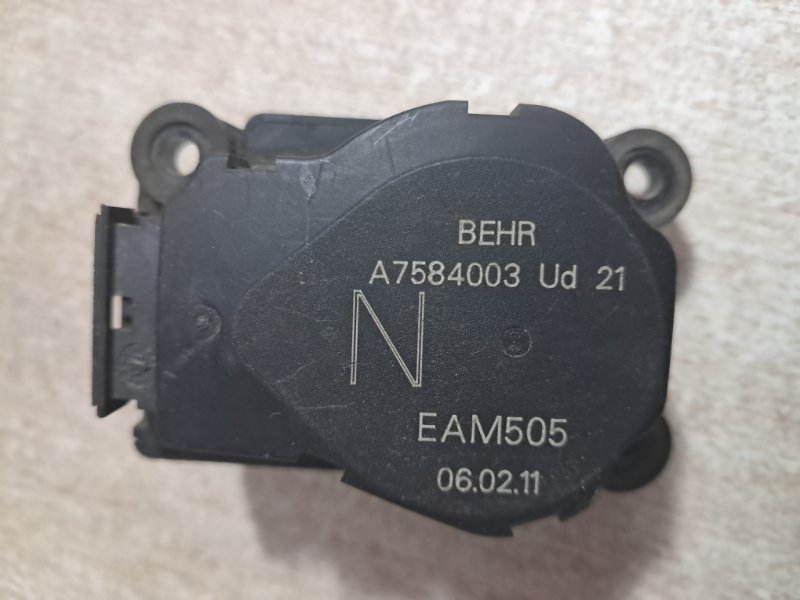 BEHR
A7584003 Ud 21
N
EAM505
06.02.11